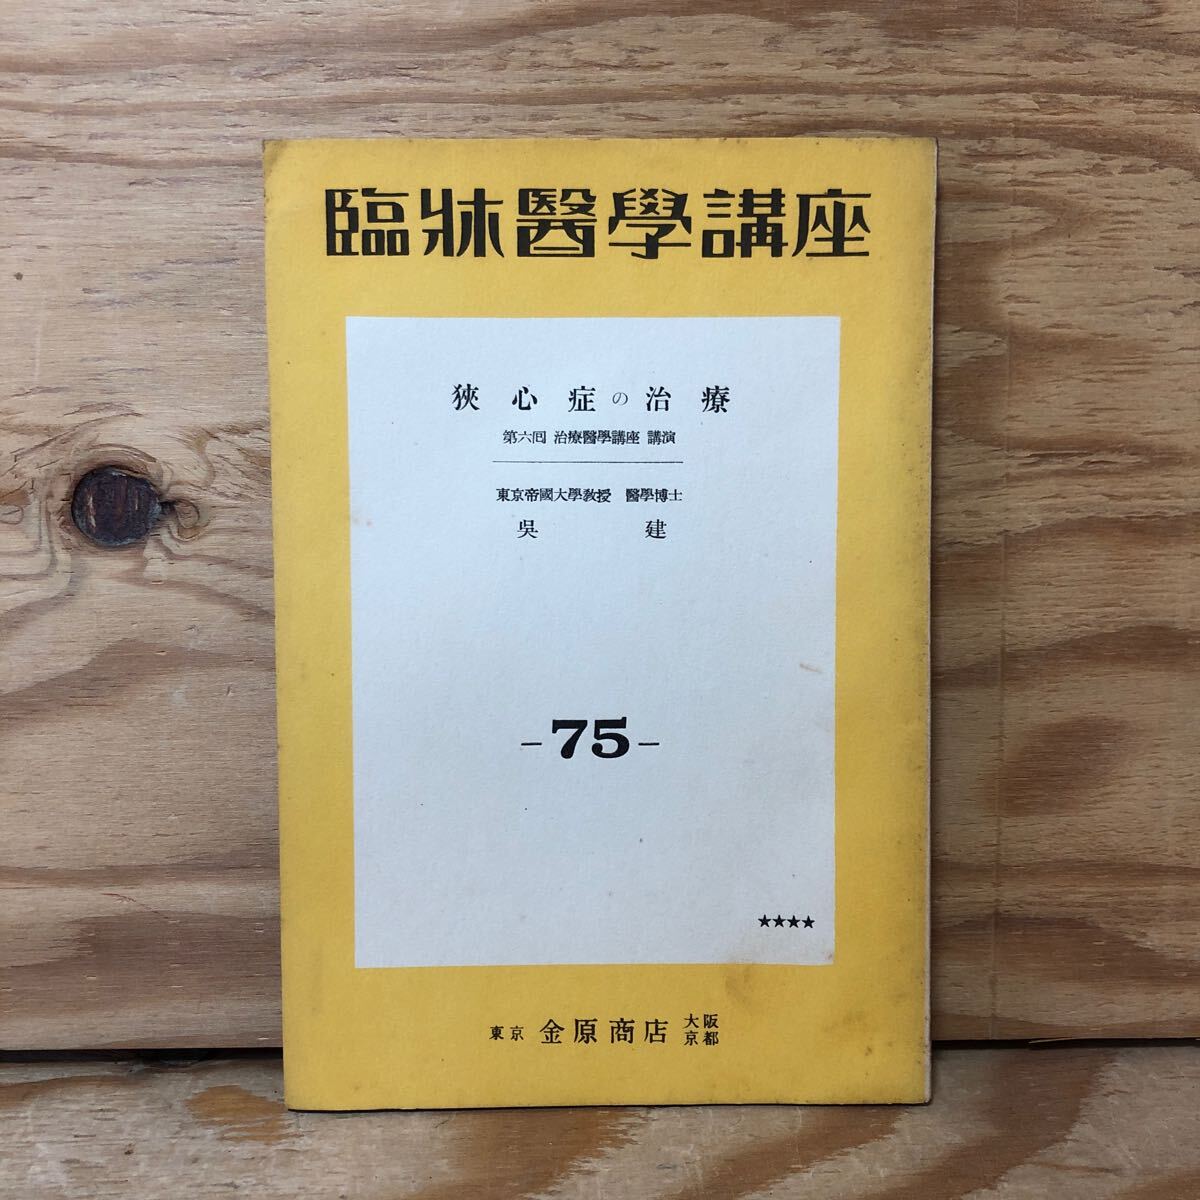 臨牀醫學講座
狹心症の治療
第六囘 治療醫學講座 講演
東京帝國大學教授 醫學博士
吳 建
-75-
★★★★
東京 金原商店 大阪 京都